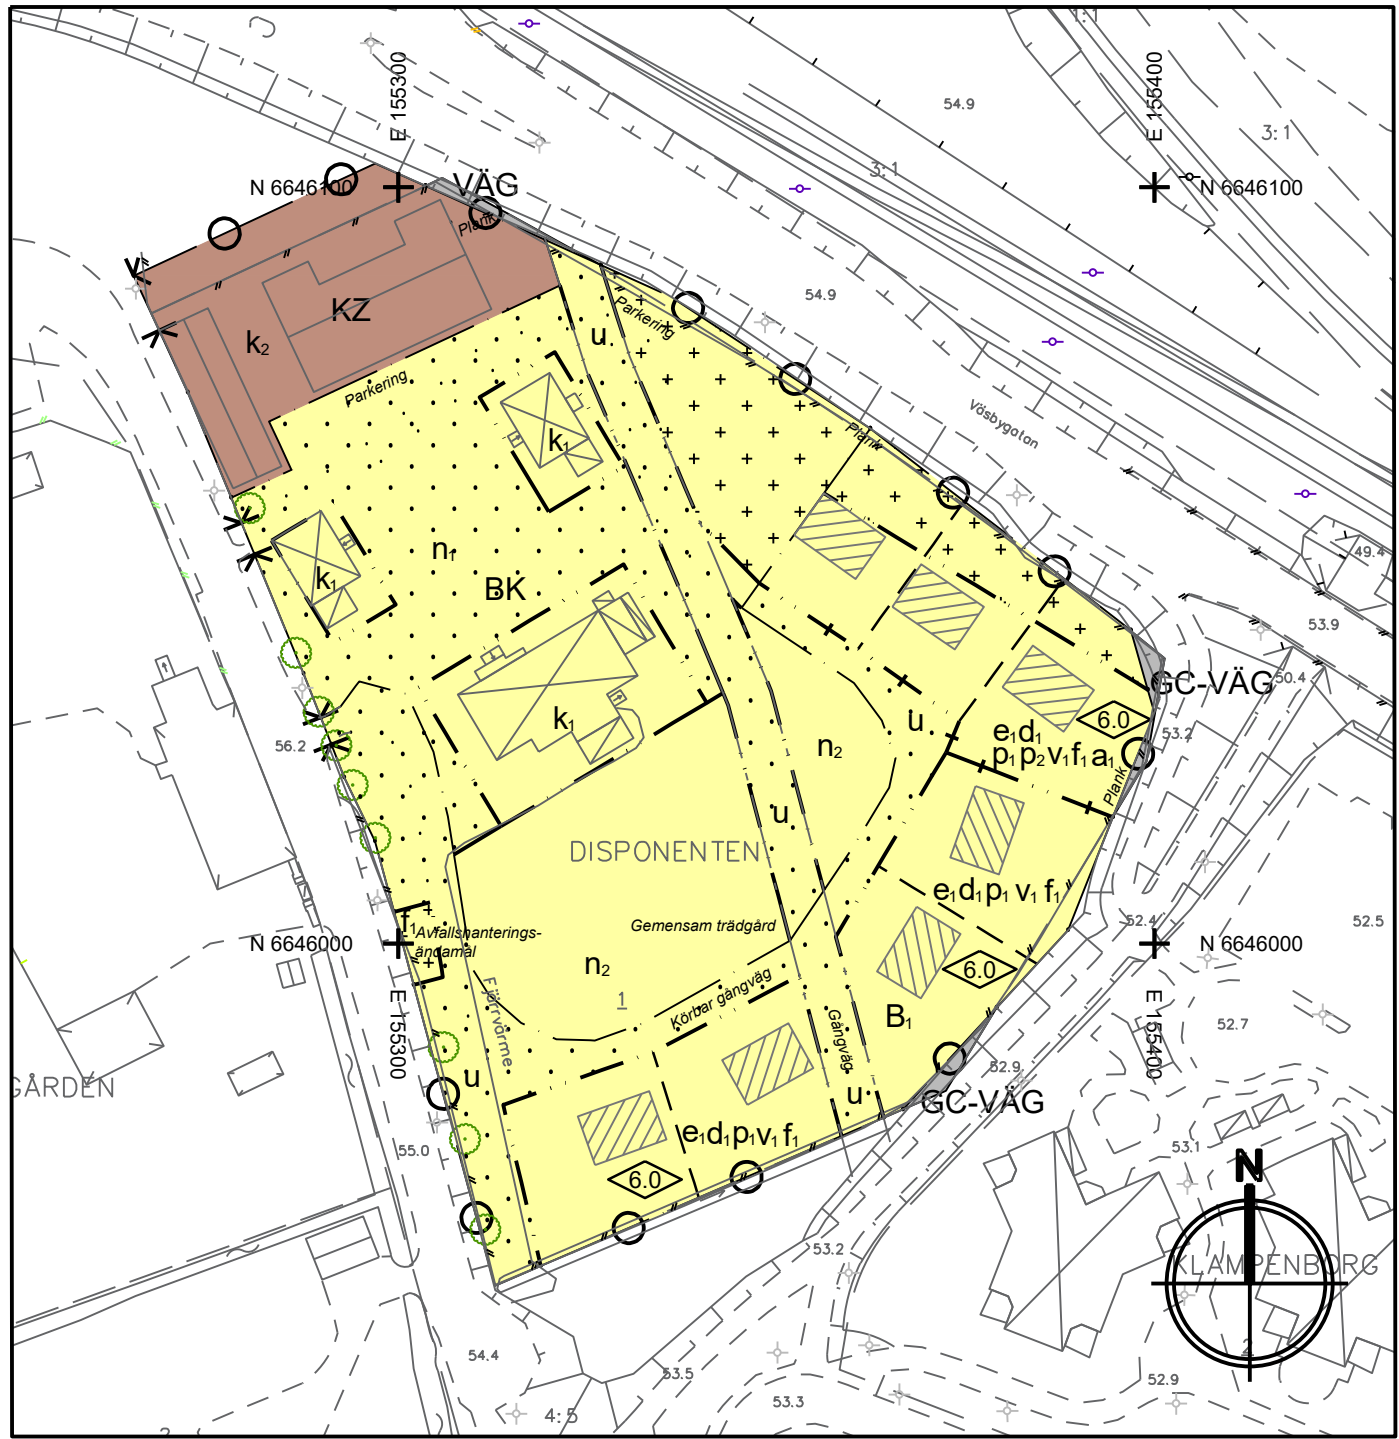 1:1
E 155300
E 155400
54.9
3:1
3:1
N 6646100
VÄG
N 6646100
Plank
KZ
k₂
54.9
Parkering
u
Parkering
Vösbygatan
Plank
k₁
n₁
k₁
BK
49.4
53.9
k₁
56.2
n₂
u
GC-VÄG
50.4
6.0
e₁d₁
p₁p₂v₁f₁a₁
53.2
Plank
u
DISPONENTEN
e₁d₁p₁v₁f₁
f₁
Avfallshanterings-
ändamål
Gemensam trädgård
52.4
52.5
N 6646000
N 6646000
n₂
6.0
1
Körbar gångväg
Fjärrvärme
E 155300
E 155400
B₁
Gångväg
52.7
52.9
GÅRDEN
u
u
GC-VÄG
e₁d₁p₁v₁f₁
53.1
55.0
6.0
N
53.2
KLAMPENBORG
2
54.4
53.5
53.3
52.9
4:5
2